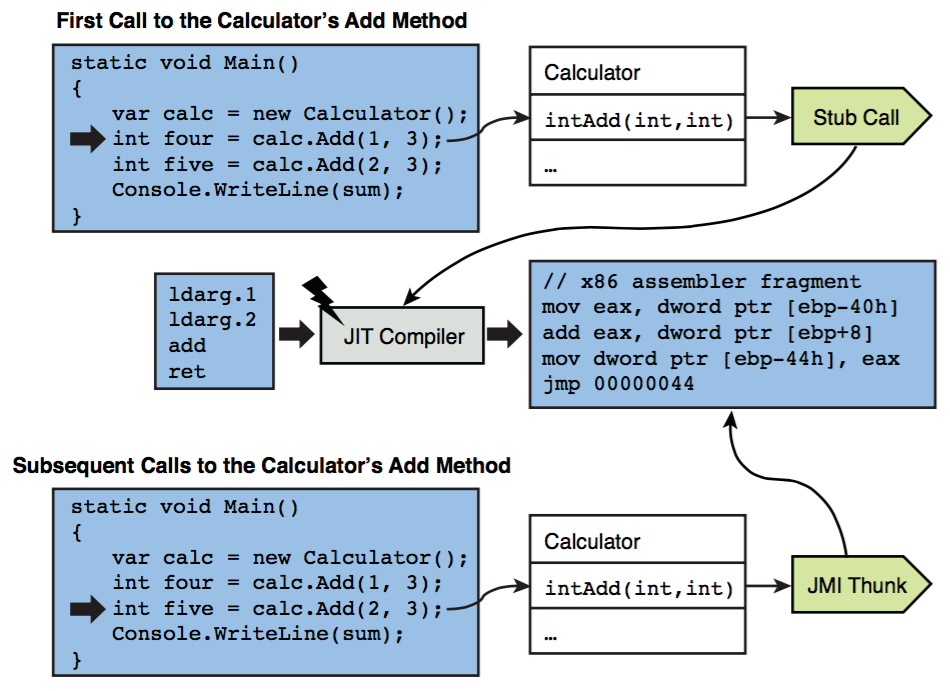 First Call to the Calculator's Add Method
static void Main()
{
var calc = new Calculator();
int four = calc.Add(1, 3);
int five = calc.Add(2, 3);
Console.WriteLine(sum);
}
Calculator
intAdd(int,int)
…
Stub Call
ldarg.1
ldarg.2
add
ret
JIT Compiler
// x86 assembler fragment
mov eax, dword ptr [ebp-40h]
add eax, dword ptr [ebp+8]
mov dword ptr [ebp-44h], eax
jmp 00000044
Subsequent Calls to the Calculator's Add Method
static void Main()
{
var calc = new Calculator();
int four = calc.Add(1, 3);
int five = calc.Add(2, 3);
Console.WriteLine(sum);
}
Calculator
intAdd(int,int)
…
JMI Thunk